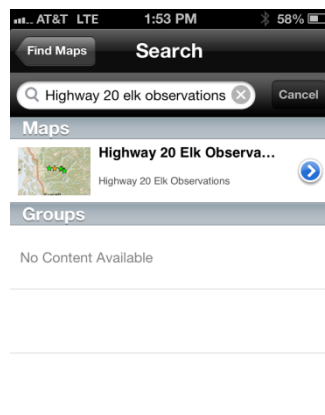 AT&T LTE 1:53 PM 58%
Find Maps Search
Highway 20 elk observations Cancel
Maps
Highway 20 Elk Observa...
Highway 20 Elk Observations
Groups
No Content Available